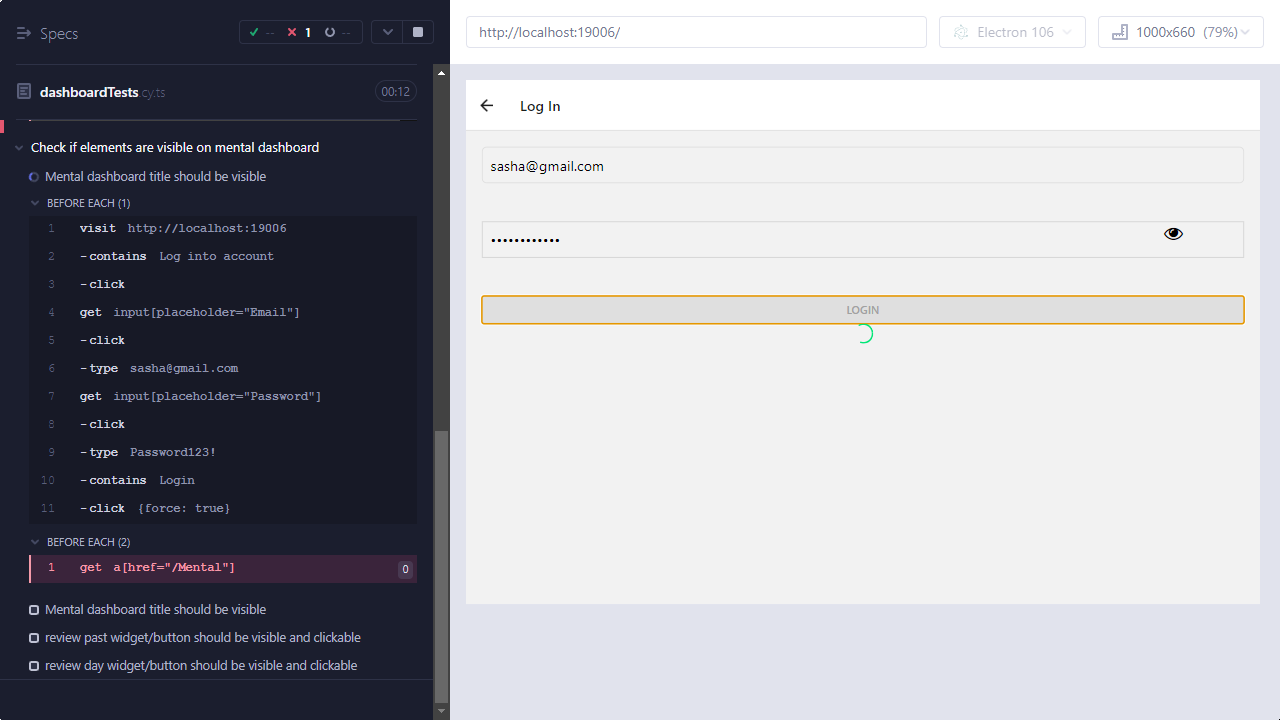 Specs
-- 1 --
dashboardTests.cy.ts
00:12
Check if elements are visible on mental dashboard
Mental dashboard title should be visible
BEFORE EACH (1)
1 visit http://localhost:19006
2 -contains Log into account
3 -click
4 get input[placeholder="Email"]
5 -click
6 -type sasha@gmail.com
7 get input[placeholder="Password"]
8 -click
9 -type Password123!
10 -contains Login
11 -click {force: true}
BEFORE EACH (2)
1 get a[href="/Mental"] 0
Mental dashboard title should be visible
review past widget/button should be visible and clickable
review day widget/button should be visible and clickable
http://localhost:19006/
Electron 106
1000x660 (79%)
Log In
sasha@gmail.com
••••••••••••
LOGIN